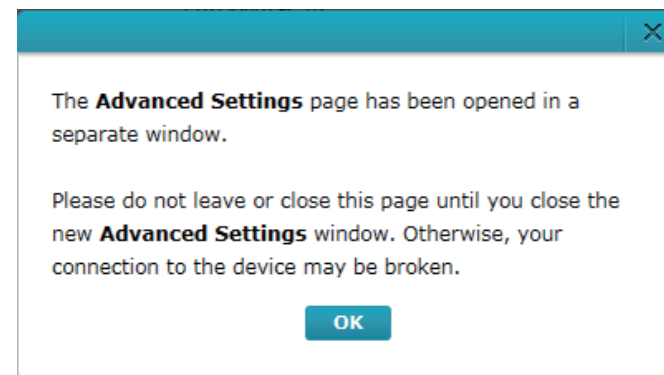 The Advanced Settings page has been opened in a
separate window.
Please do not leave or close this page until you close the
new Advanced Settings window. Otherwise, your
connection to the device may be broken.
OK